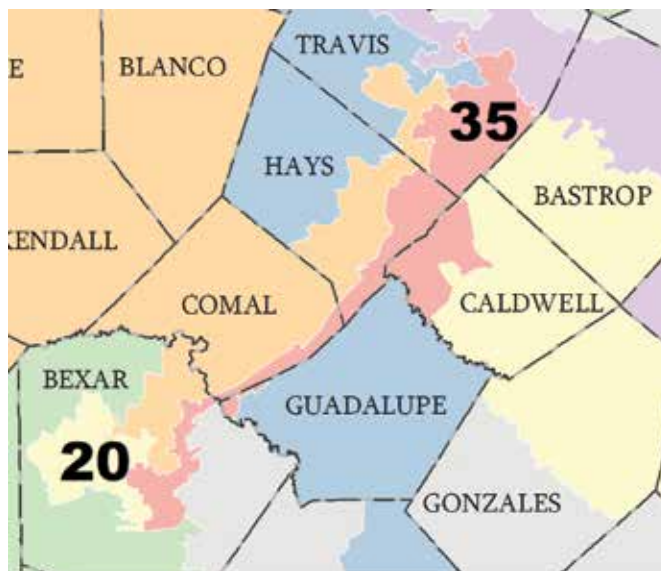 TRAVIS
BLANCO
E
35
HAYS
BASTROP
KENDALL
COMAL
CALDWELL
BEXAR
GUADALUPE
20
GONZALES